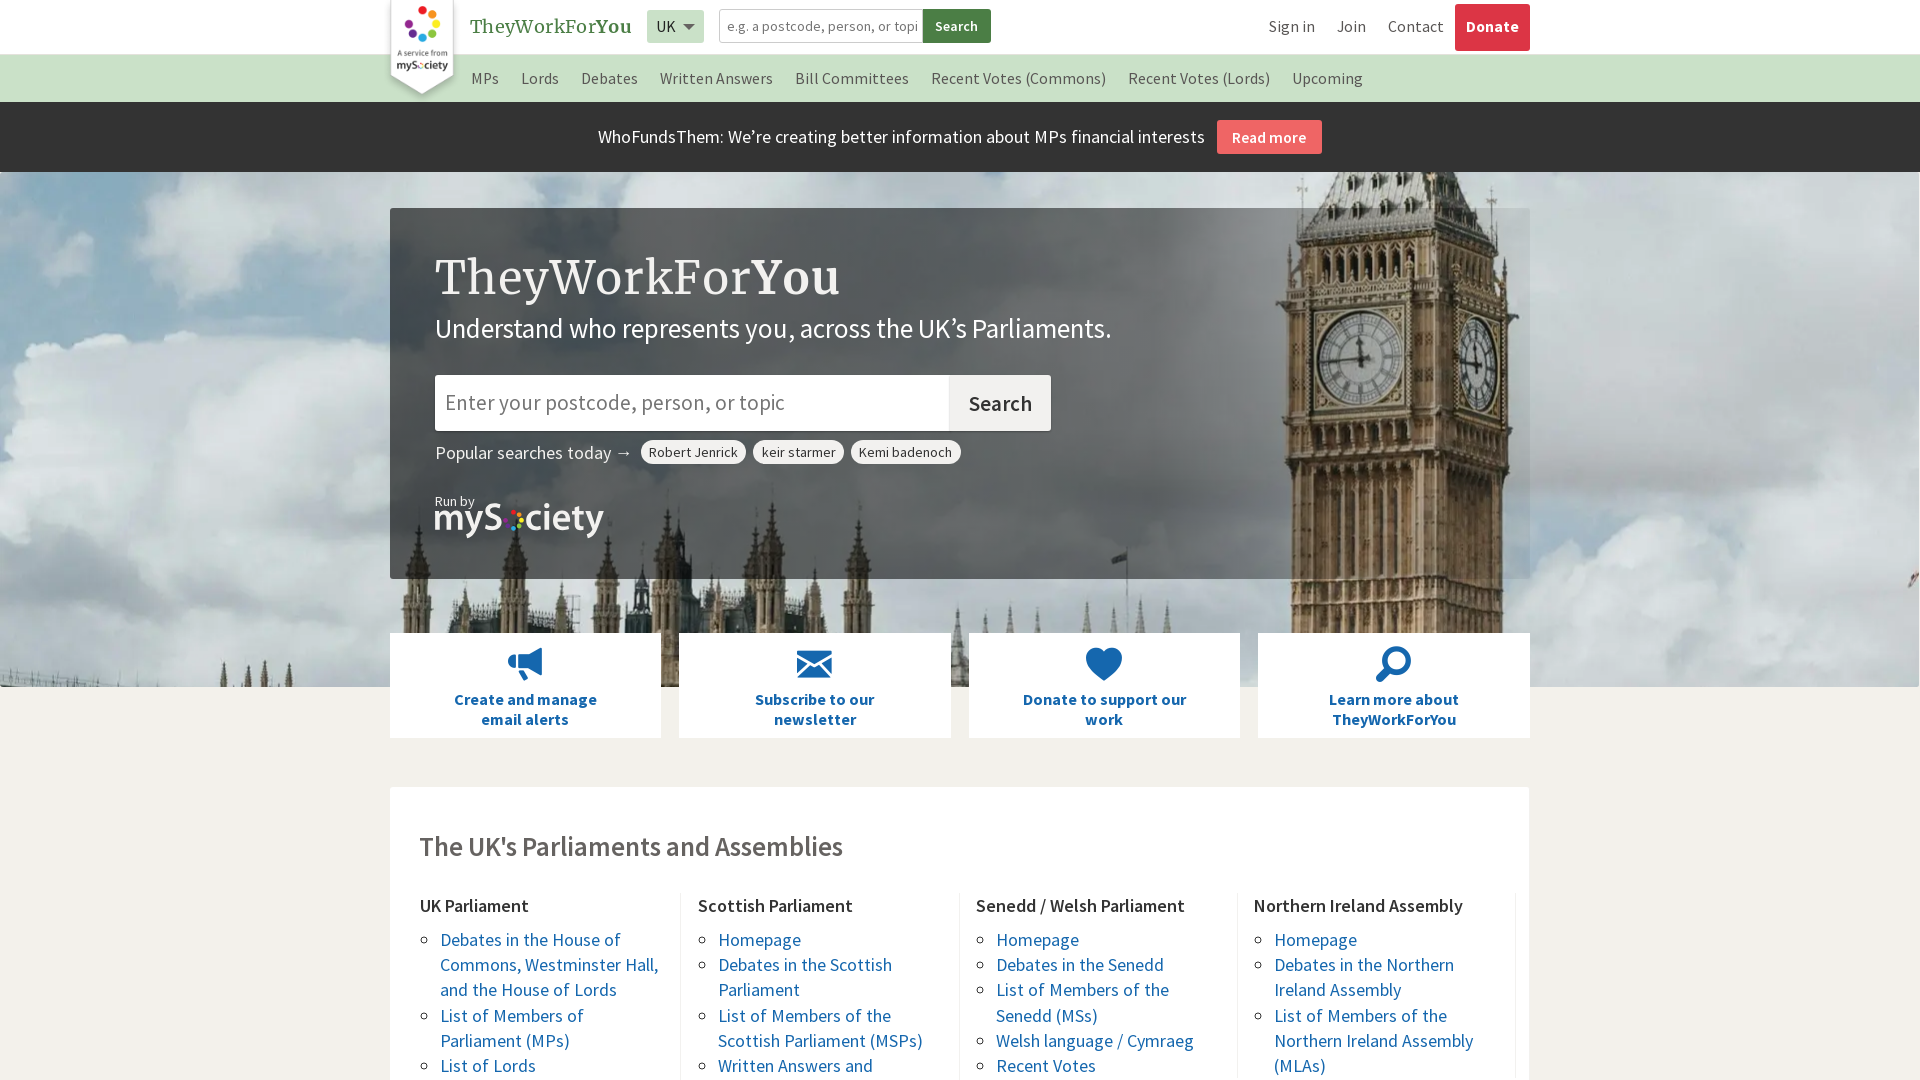 A service from
mySociety
TheyWorkForYou
UK
e.g. a postcode, person, or topi
Search
Sign in
Join
Contact
Donate
MPs
Lords
Debates
Written Answers
Bill Committees
Recent Votes (Commons)
Recent Votes (Lords)
Upcoming
WhoFundsThem: We’re creating better information about MPs financial interests
Read more
TheyWorkForYou
Understand who represents you, across the UK’s Parliaments.
Enter your postcode, person, or topic
Search
Popular searches today →
Robert Jenrick
keir starmer
Kemi badenoch
Run by
mySociety
Create and manage
email alerts
Subscribe to our
newsletter
Donate to support our
work
Learn more about
TheyWorkForYou
The UK's Parliaments and Assemblies
UK Parliament
Debates in the House of
Commons, Westminster Hall,
and the House of Lords
List of Members of
Parliament (MPs)
List of Lords
Scottish Parliament
Homepage
Debates in the Scottish
Parliament
List of Members of the
Scottish Parliament (MSPs)
Written Answers and
Senedd / Welsh Parliament
Homepage
Debates in the Senedd
List of Members of the
Senedd (MSs)
Welsh language / Cymraeg
Recent Votes
Northern Ireland Assembly
Homepage
Debates in the Northern
Ireland Assembly
List of Members of the
Northern Ireland Assembly
(MLAs)